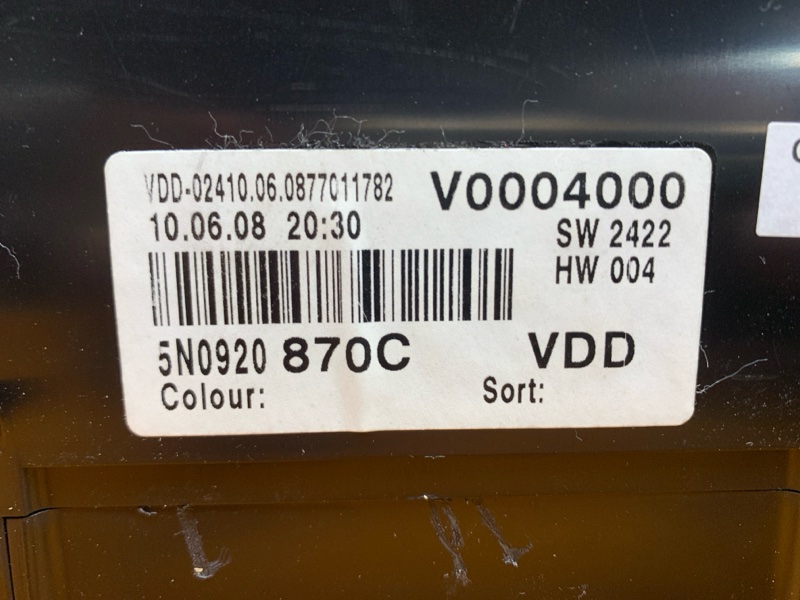 VDD-02410.06.0877011782
V0004000
10.06.08 20:30
SW 2422
HW 004
5N0920 870C
VDD
Colour:
Sort: